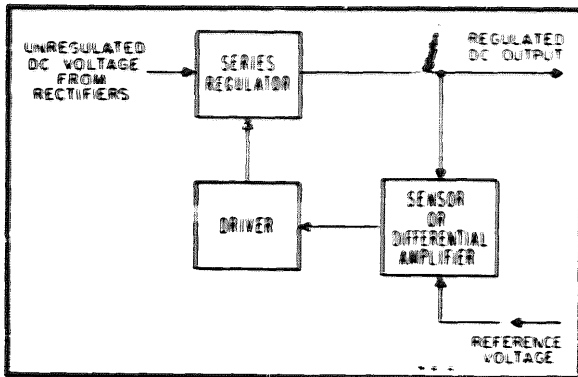 UNREGULATED
DC VOLTAGE
FROM
RECTIFIERS
SERIES
REGULATOR
REGULATED
DC OUTPUT
DRIVER
SENSOR
OR
DIFFERENTIAL
AMPLIFIER
REFERENCE
VOLTAGE